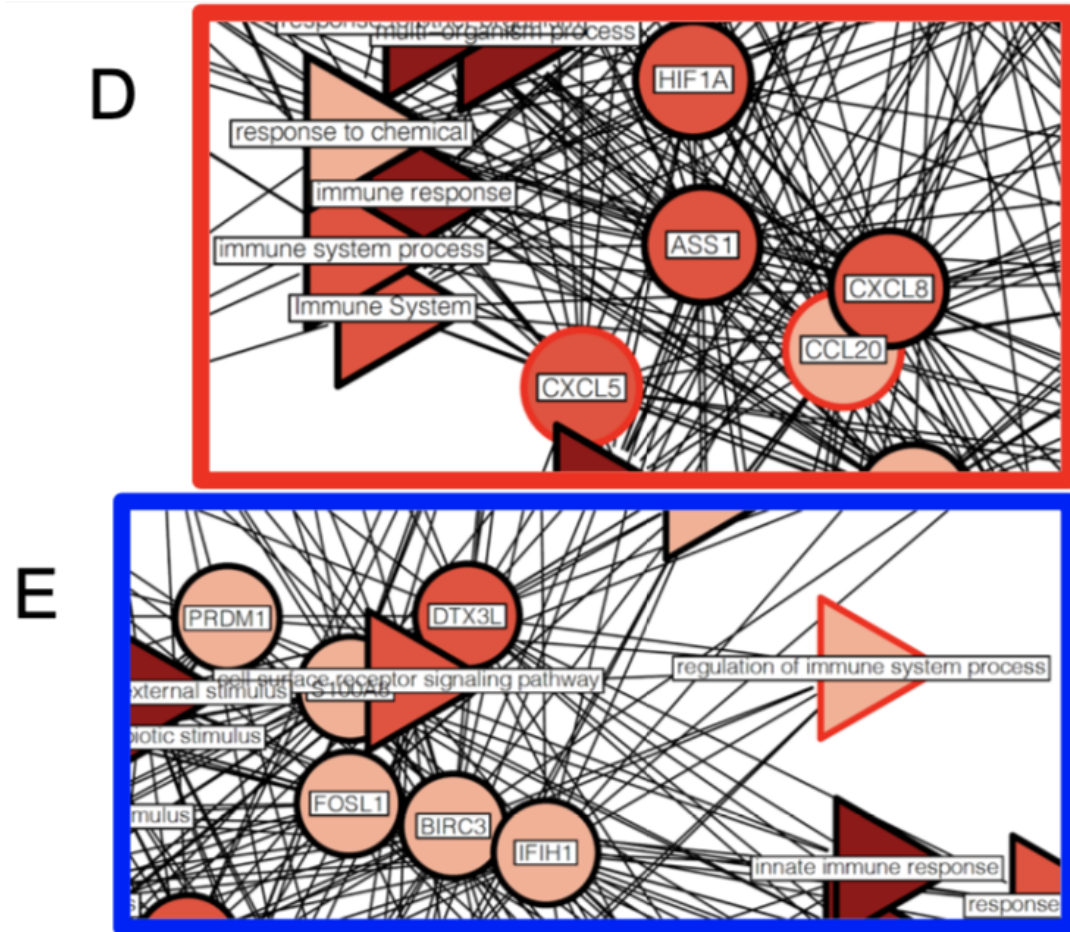 D
multi-organism process
HIF1A
response to chemical
immune response
ASS1
immune system process
CXCL8
Immune System
CCL20
CXCL5
E
PRDM1
DTX3L
regulation of immune system process
cell surface receptor signaling pathway
external stimulus
biotic stimulus
FOSL1
mulus
BIRC3
IFIH1
innate immune response
response
s